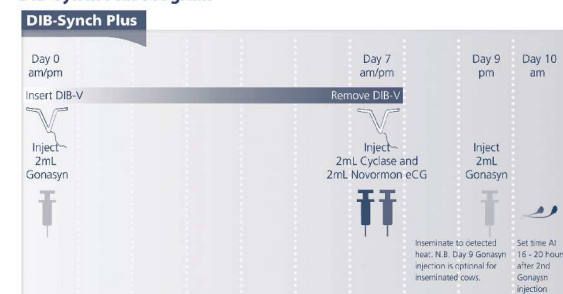 DIB-Synch Plus
Day 0
am/pm
Day 7
am/pm
Day 9
pm
Day 10
am
Insert DIB-V
Remove DIB-V
Inject
2mL
Gonasyn
Inject
2mL Cyclase and
2mL Novormon eCG
Inject
2mL
Gonasyn
Inseminate to detected
heat. N.B. Day 9 Gonasyn
injection is optional for
inseminated cows.
Set time AI
16 - 20 hour
after 2nd
Gonaysn
injection